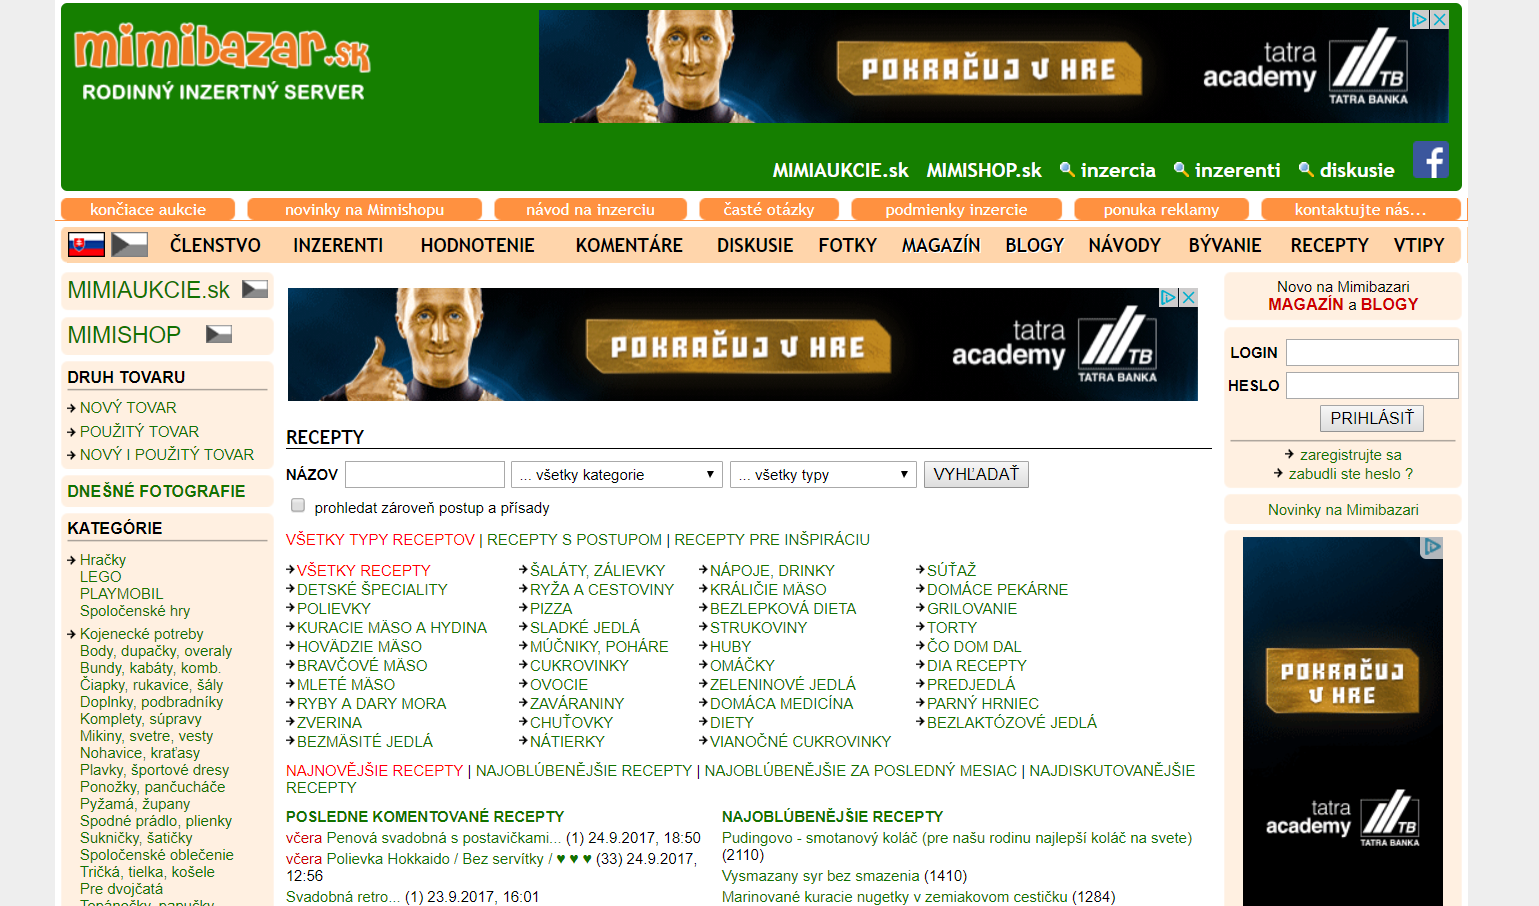 mimibazar.sk
RODINNÝ INZERTNÝ SERVER
POKRAČUJ V HRE
tatra
academy
TB
TATRA BANKA
MIMIAUKCIE.sk MIMISHOP.sk inzercia inzerenti diskusie
končiace aukcie novinky na Mimishopu návod na inzerciu časté otázky podmienky inzercie ponuka reklamy kontaktujte nás...
ČLENSTVO INZERENTI HODNOTENIE KOMENTÁRE DISKUSIE FOTKY MAGAZÍN BLOGY NÁVODY BÝVANIE RECEPTY VTIPY
MIMIAUKCIE.sk
MIMISHOP
DRUH TOVARU
NOVÝ TOVAR
POUŽITÝ TOVAR
NOVÝ I POUŽITÝ TOVAR
DNEŠNÉ FOTOGRAFIE
KATEGÓRIE
Hračky
LEGO
PLAYMOBIL
Spoločenské hry
Kojenecké potreby
Body, dupačky, overaly
Bundy, kabáty, komb.
Čiapky, rukavice, šály
Doplnky, podbradníky
Komplety, súpravy
Mikiny, svetre, vesty
Nohavice, kraťasy
Plavky, športové dresy
Ponožky, pančucháče
Pyžamá, župany
Spodné prádlo, plienky
Sukničky, šatičky
Spoločenské oblečenie
Tričká, tielka, košele
Pre dvojčatá
Topánočky, papučky
POKRAČUJ V HRE
tatra
academy
TB
TATRA BANKA
RECEPTY
NÁZOV ... všetky kategorie ... všetky typy VYHĽADAŤ
prohledat zároveň postup a přísady
VŠETKY TYPY RECEPTOV | RECEPTY S POSTUPOM | RECEPTY PRE INŠPIRÁCIU
VŠETKY RECEPTY ŠALÁTY, ZÁLIEVKY NÁPOJE, DRINKY SÚŤAŽ
DETSKÉ ŠPECIALITY RYŽA A CESTOVINY KRÁLIČIE MÄSO DOMÁCE PEKÁRNE
POLIEVKY PIZZA BEZLEPKOVÁ DIETA GRILOVANIE
KURACIE MÄSO A HYDINA SLADKÉ JEDLÁ STRUKOVINY TORTY
HOVÄDZIE MÄSO MÚČNIKY, POHÁRE HUBY ČO DOM DAL
BRAVČOVÉ MÄSO CUKROVINKY OMÁČKY DIA RECEPTY
MLETÉ MÄSO OVOCIE ZELENINOVÉ JEDLÁ PREDJEDLÁ
RYBY A DARY MORA ZAVÁRANINY DOMÁCA MEDICÍNA PARNÝ HRNIEC
ZVERINA CHUŤOVKY DIETY BEZLAKTÓZOVÉ JEDLÁ
BEZMÄSITÉ JEDLÁ NÁTIERKY VIANOČNÉ CUKROVINKY
NAJNOVĚJŠIE RECEPTY | NAJOBLÚBENĚJŠIE RECEPTY | NAJOBLÚBENĚJŠIE ZA POSLEDNÝ MESIAC | NAJDISKUTOVANĚJŠIE
RECEPTY
POSLEDNE KOMENTOVANÉ RECEPTY
včera Penová svadobná s postavičkami... (1) 24.9.2017, 18:50
včera Polievka Hokkaido / Bez servítky / ♥ ♥ ♥ (33) 24.9.2017,
12:56
Svadobná retro... (1) 23.9.2017, 16:01
NAJOBLÚBENĚJŠIE RECEPTY
Pudingovo - smotanový koláč (pre našu rodinu najlepší koláč na svete)
(2110)
Vysmazany syr bez smazenia (1410)
Marinované kuracie nugetky v zemiakovom cestíčku (1284)
Novo na Mimibazari
MAGAZÍN a BLOGY
LOGIN
HESLO
PRIHLÁSIŤ
zaregistrujte sa
zabudli ste heslo ?
Novinky na Mimibazari
POKRAČUJ
V HRE
tatra
academy
TB
TATRA BANKA